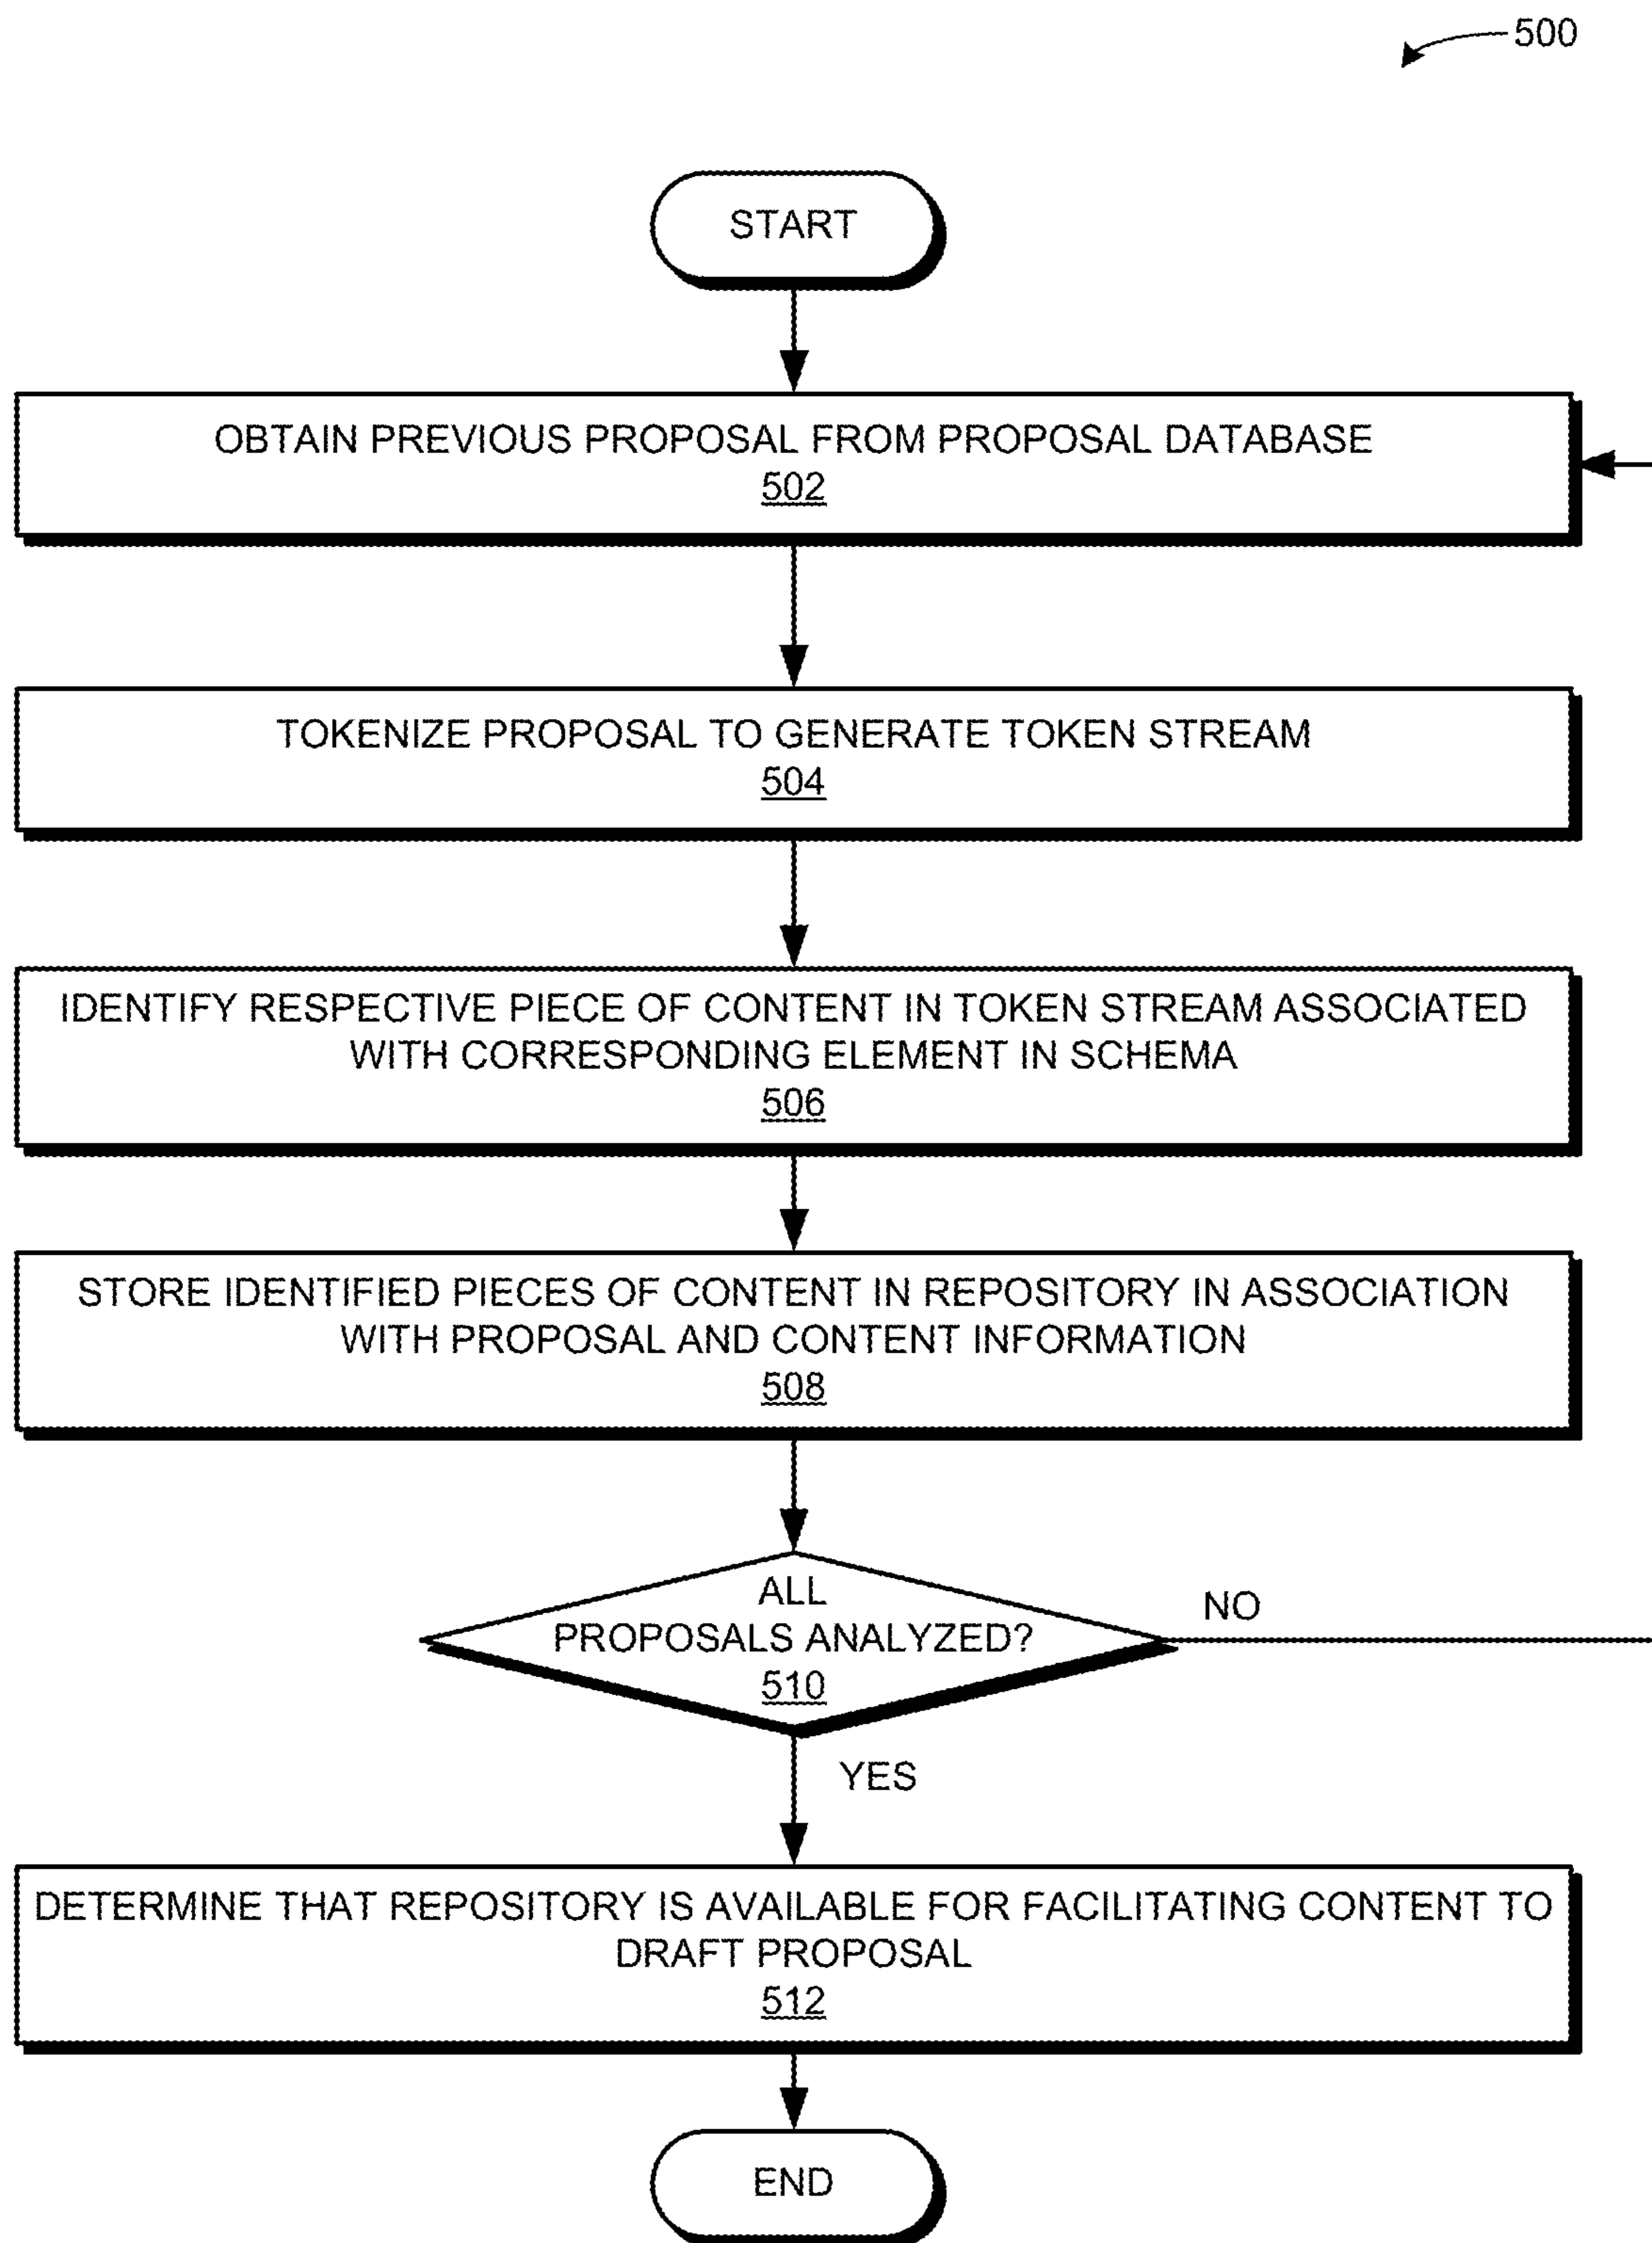 500
START
OBTAIN PREVIOUS PROPOSAL FROM PROPOSAL DATABASE
502
TOKENIZE PROPOSAL TO GENERATE TOKEN STREAM
504
IDENTIFY RESPECTIVE PIECE OF CONTENT IN TOKEN STREAM ASSOCIATED
WITH CORRESPONDING ELEMENT IN SCHEMA
506
STORE IDENTIFIED PIECES OF CONTENT IN REPOSITORY IN ASSOCIATION
WITH PROPOSAL AND CONTENT INFORMATION
508
ALL
PROPOSALS ANALYZED?
510
NO
YES
DETERMINE THAT REPOSITORY IS AVAILABLE FOR FACILITATING CONTENT TO
DRAFT PROPOSAL
512
END